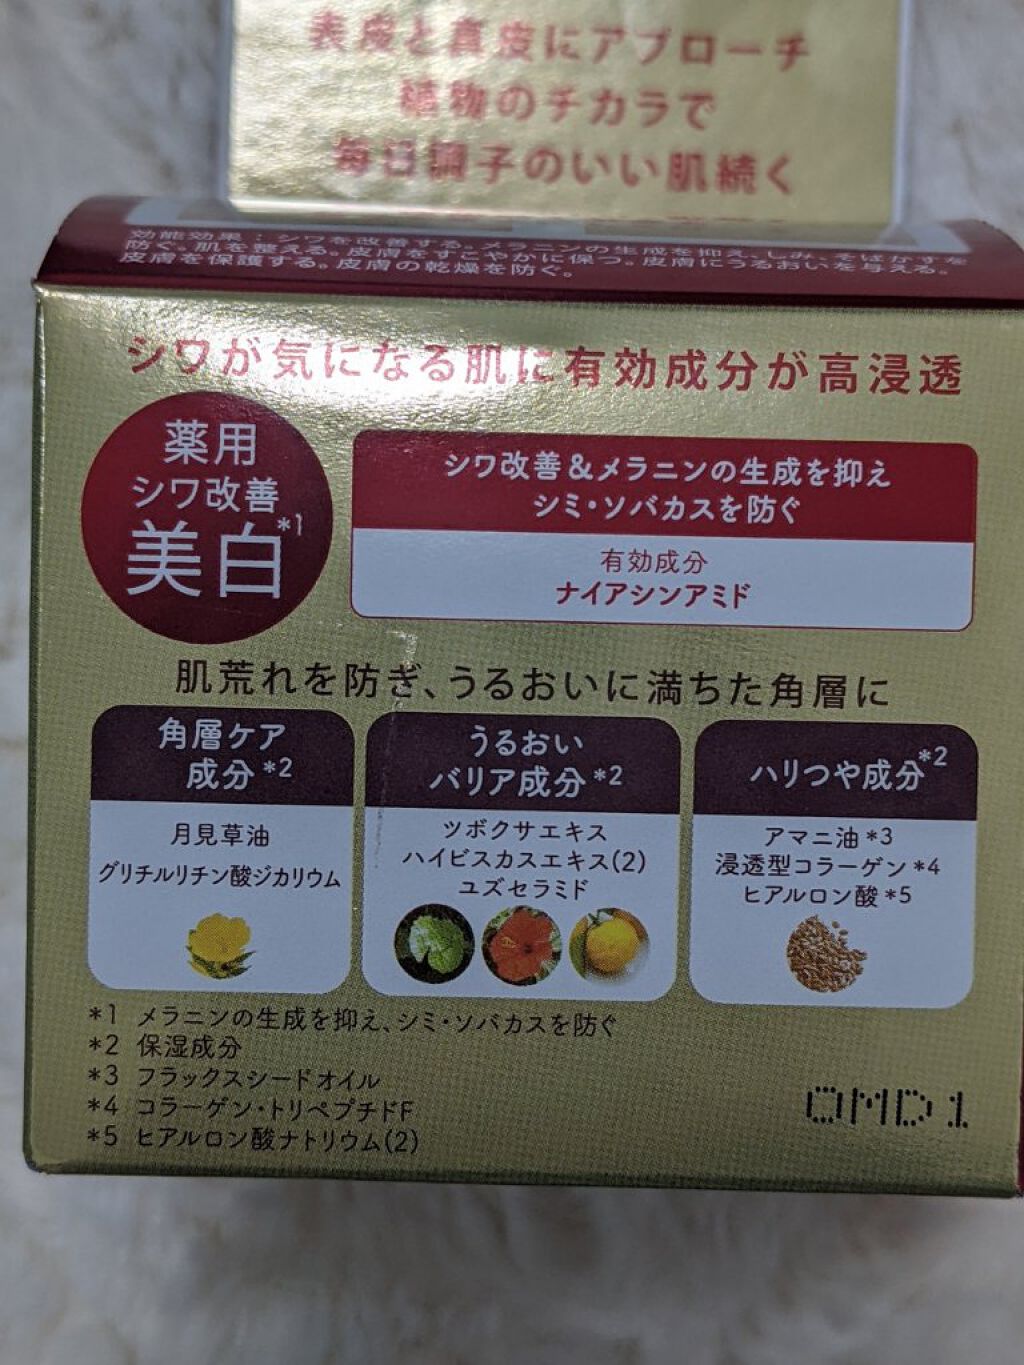 表皮と真皮にアプローチ
植物のチカラで
毎日調子のいい肌続く
効能効果：シワを改善する。メラニンの生成を抑え、しみ、そばかすを
防ぐ。肌を整える。皮膚をすこやかに保つ。皮膚にうるおいを与える。
皮膚を保護する。皮膚の乾燥を防ぐ。
シワが気になる肌に有効成分が高浸透
薬用
シワ改善
美白*1
シワ改善&メラニンの生成を抑え
シミ・ソバカスを防ぐ
有効成分
ナイアシンアミド
肌荒れを防ぎ、うるおいに満ちた角層に
角層ケア
成分*2
月見草油
グリチルリチン酸ジカリウム
うるおい
バリア成分*2
ツボクサエキス
ハイビスカスエキス(2)
ユズセラミド
ハリつや成分*2
アマニ油*3
浸透型コラーゲン*4
ヒアルロン酸*5
*1 メラニンの生成を抑え、シミ・ソバカスを防ぐ
*2 保湿成分
*3 フラックスシードオイル
*4 コラーゲン・トリペプチドF
*5 ヒアルロン酸ナトリウム(2)
OMD1